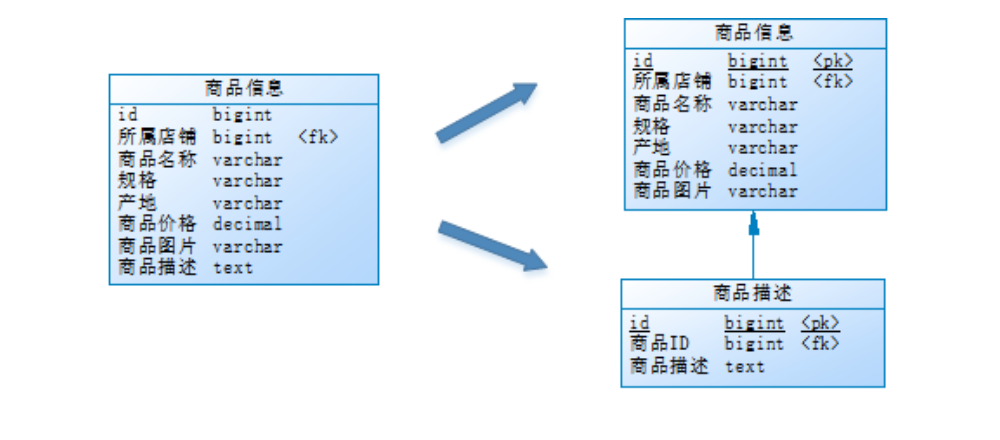 商品信息
id bigint
所属店铺 bigint <fk>
商品名称 varchar
规格 varchar
产地 varchar
商品价格 decimal
商品图片 varchar
商品描述 text
商品信息
id bigint <pk>
所属店铺 bigint <fk>
商品名称 varchar
规格 varchar
产地 varchar
商品价格 decimal
商品图片 varchar
商品描述
id bigint <pk>
商品ID bigint <fk>
商品描述 text